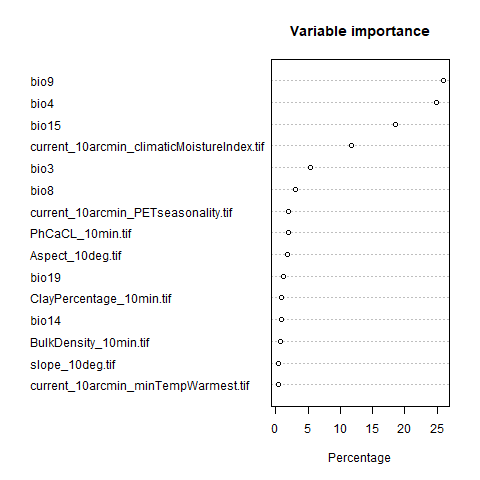 Variable importance
bio9
bio4
bio15
current_10arcmin_climaticMoistureIndex.tif
bio3
bio8
current_10arcmin_PETseasonality.tif
PhCaCL_10min.tif
Aspect_10deg.tif
bio19
ClayPercentage_10min.tif
bio14
BulkDensity_10min.tif
slope_10deg.tif
current_10arcmin_minTempWarmest.tif
0 5 10 15 20 25
Percentage